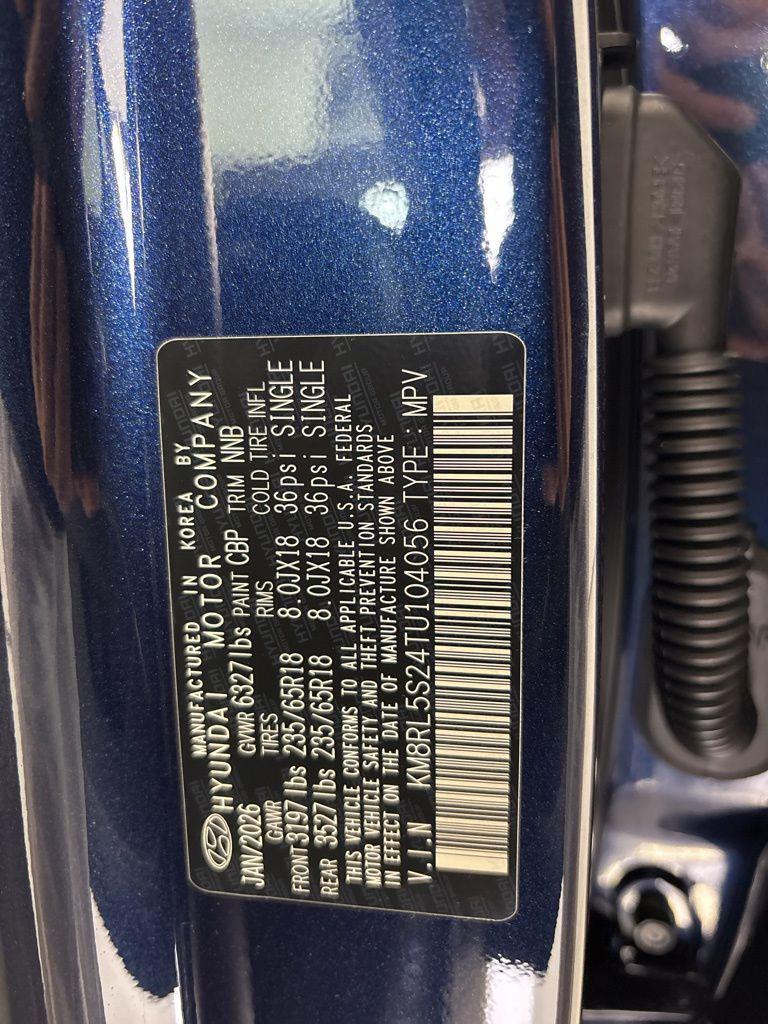 MANUFACTURED IN KOREA BY
HYUNDAI MOTOR COMPANY
JAN/2026 GVWR 6327lbs PAINT CBP TRIM NNB
GAWR TIRES RIMS COLD TIRE INFL
FRONT 3197lbs 235/65R18 8.0JX18 36psi SINGLE
REAR 3527lbs 235/65R18 8.0JX18 36psi SINGLE
THIS VEHICLE CONFORMS TO ALL APPLICABLE U.S.A. FEDERAL
MOTOR VEHICLE SAFETY AND THEFT PREVENTION STANDARDS
IN EFFECT ON THE DATE OF MANUFACTURE SHOWN ABOVE
V.I.N KM8RL5S24TU104056 TYPE : MPV